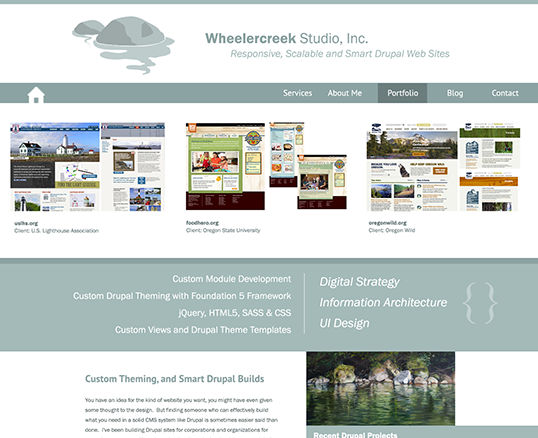 Wheelercreek Studio, Inc.
Responsive, Scalable and Smart Drupal Web Sites
Services About Me Portfolio Blog Contact
uslhs.org
Client: U.S. Lighthouse Association
foodhero.org
Client: Oregon State University
oregonwild.org
Client: Oregon Wild
Custom Module Development
Custom Drupal Theming with Foundation 5 Framework
jQuery, HTML5, SASS & CSS
Custom Views and Drupal Theme Templates
Digital Strategy
Information Architecture
UI Design
{}
Custom Theming, and Smart Drupal Builds
You have an idea for the kind of website you want, you might have even given
some thought to the design. But finding someone who can effectively build
what you need in a solid CMS system like Drupal is sometimes easier said than
done. I've been building Drupal sites for corporations and organizations for
Recent Drupal Projects